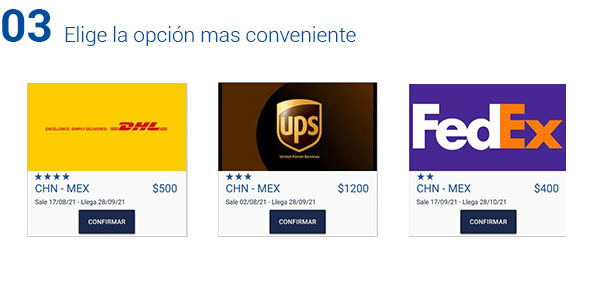 03 Elige la opción mas conveniente
EXCELLENCE. SIMPLY DELIVERED. DHL
CHN - MEX $500
Sale 17/08/21 - Llega 28/09/21
CONFIRMAR
ups
United Parcel Services
CHN - MEX $1200
Sale 02/08/21 - Llega 28/09/21
CONFIRMAR
FedEx
CHN - MEX $400
Sale 17/09/21 - Llega 28/10/21
CONFIRMAR